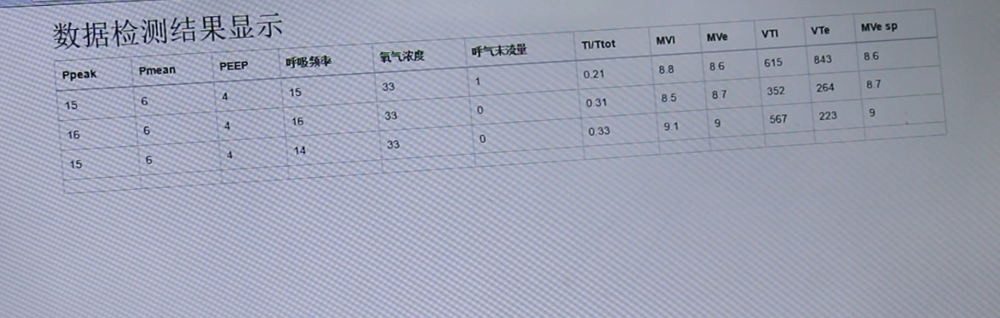 数据检测结果显示
Ppeak Pmean PEEP 呼吸频率 氧气浓度 呼气末流量 TI/Ttot MVI MVe VTI VTe MVe sp
15 6 4 15 33 1 0.21 8.8 8.6 615 843 8.6
16 6 4 16 33 0 0.31 8.5 8.7 352 264 8.7
15 6 4 14 33 0 0.33 9.1 9 567 223 9